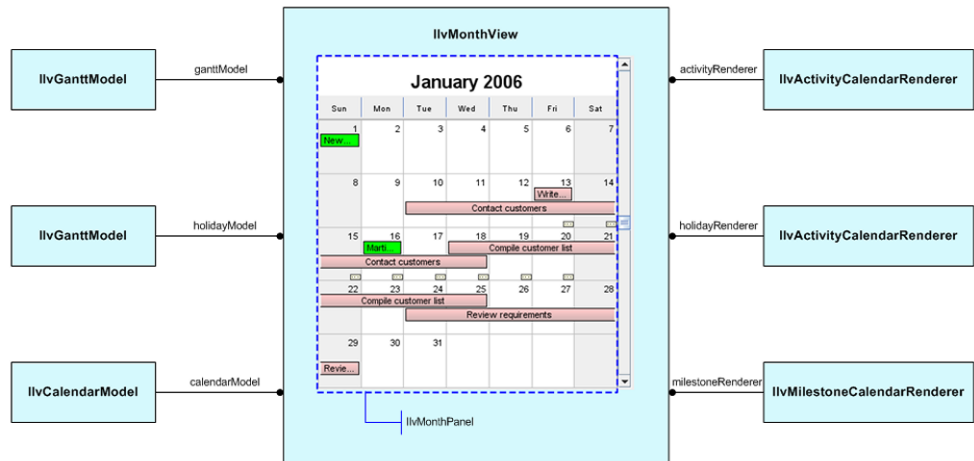 IlvMonthView
IlvGanttModel
ganttModel
activityRenderer
IlvActivityCalendarRenderer
January 2006
Sun Mon Tue Wed Thu Fri Sat
1 2 3 4 5 6 7
New...
8 9 10 11 12 13 14
Write...
Contact customers
IlvGanttModel
holidayModel
holidayRenderer
IlvActivityCalendarRenderer
15 16 17 18 19 20 21
Marti...
Compile customer list
Contact customers
22 23 24 25 26 27 28
Compile customer list
Review requirements
29 30 31
Revie...
IlvCalendarModel
calendarModel
milestoneRenderer
IlvMilestoneCalendarRenderer
IlvMonthPanel